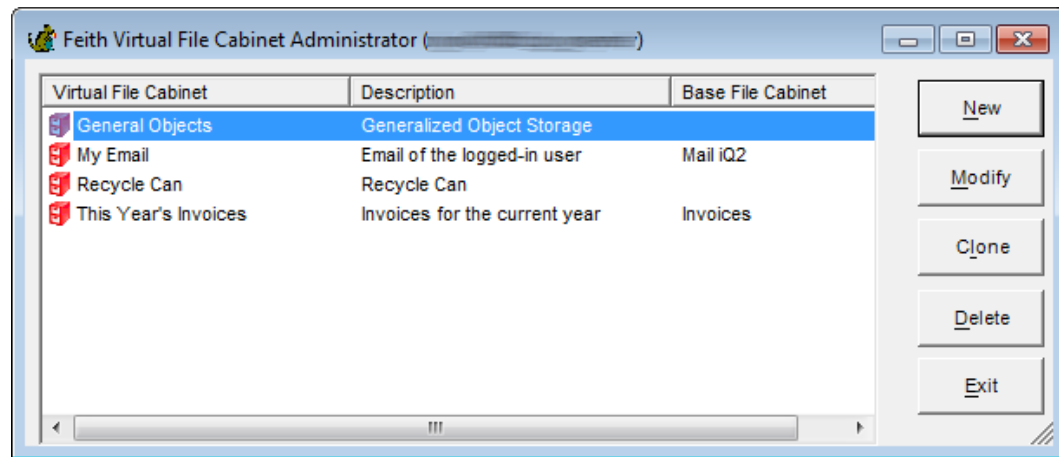 Feith Virtual File Cabinet Administrator ( )
Virtual File Cabinet Description Base File Cabinet
General Objects Generalized Object Storage
My Email Email of the logged-in user Mail iQ2
Recycle Can Recycle Can
This Year's Invoices Invoices for the current year Invoices
New
Modify
Clone
Delete
Exit